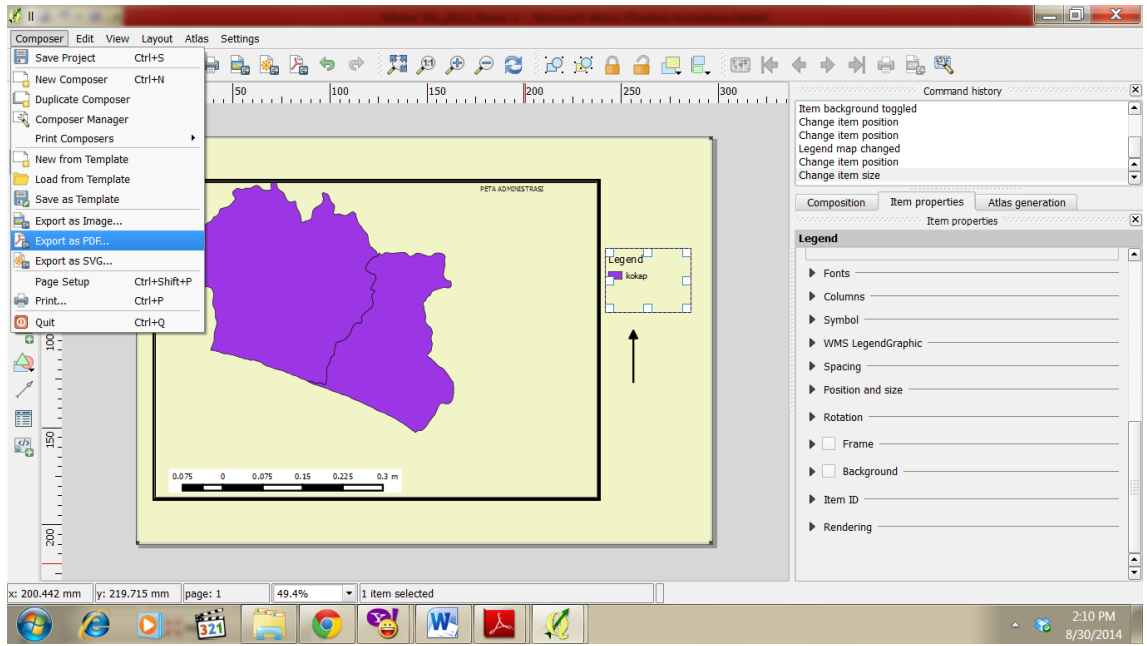 Composer Edit View Layout Atlas Settings
Save Project Ctrl+S
New Composer Ctrl+N
Duplicate Composer
Composer Manager
Print Composers
New from Template
Load from Template
Save as Template
Export as Image...
Export as PDF...
Export as SVG...
Page Setup Ctrl+Shift+P
Print... Ctrl+P
Quit Ctrl+Q
50 100 150 200 250 300
100
150
200
PETA ADMINISTRASI
Legend
kokap
0.075 0 0.075 0.15 0.225 0.3 m
Command history
Item background toggled
Change item position
Change item position
Legend map changed
Change item position
Change item size
Composition Item properties Atlas generation
Item properties
Legend
Fonts
Columns
Symbol
WMS LegendGraphic
Spacing
Position and size
Rotation
Frame
Background
Item ID
Rendering
x: 200.442 mm y: 219.715 mm page: 1 49.4% 1 item selected
321
2:10 PM
8/30/2014